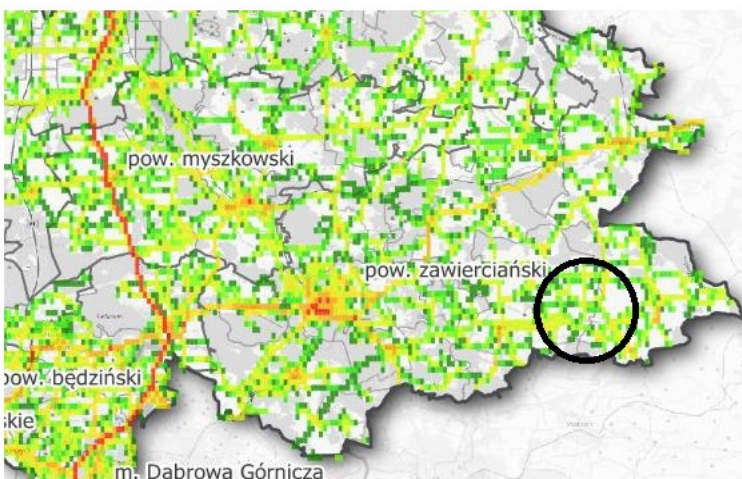 pow. myszkowski
pow. zawierciański
pow. będziński
skie
m. Dąbrowa Górnicza